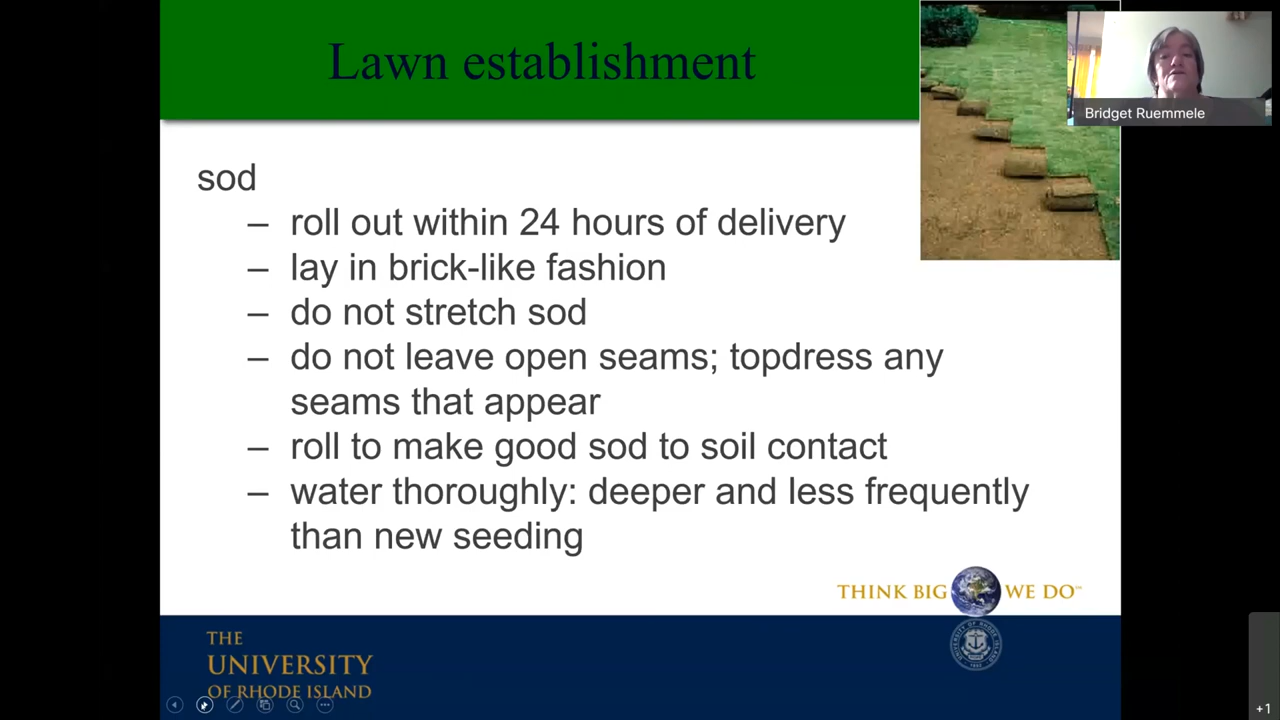 Lawn establishment
Bridget Ruemmele
sod
– roll out within 24 hours of delivery
– lay in brick-like fashion
– do not stretch sod
– do not leave open seams; topdress any
seams that appear
– roll to make good sod to soil contact
– water thoroughly: deeper and less frequently
than new seeding
THINK BIG WE DO™
THE
UNIVERSITY
OF RHODE ISLAND
+1